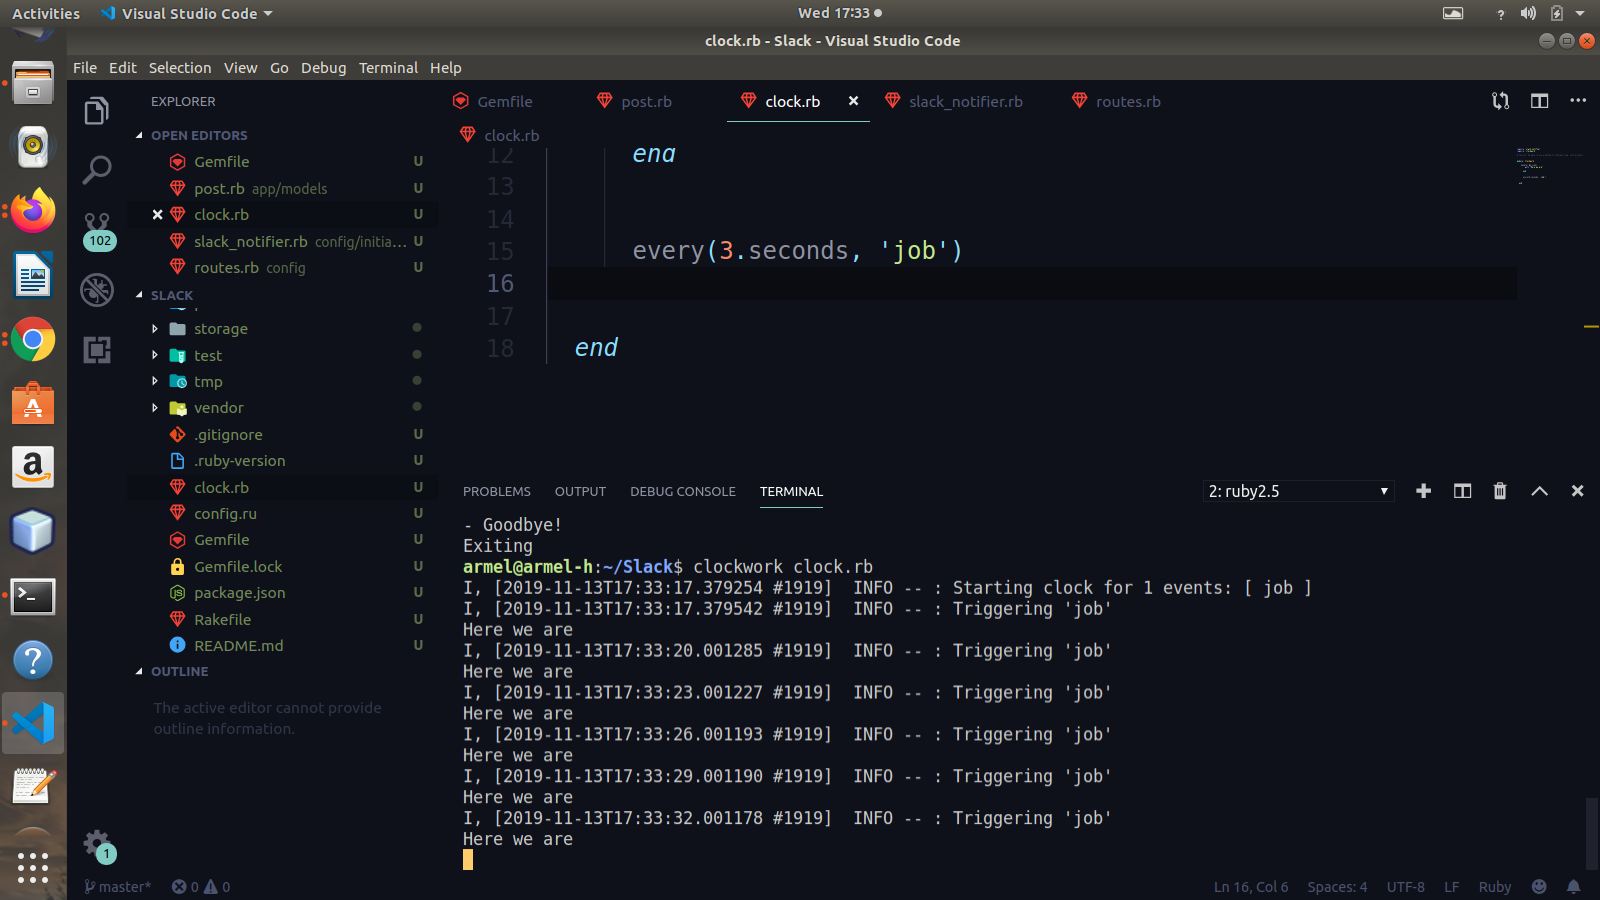 Activities
Visual Studio Code
Wed 17:33
clock.rb - Slack - Visual Studio Code
File Edit Selection View Go Debug Terminal Help
EXPLORER
OPEN EDITORS
Gemfile U
post.rb app/models U
clock.rb U
slack_notifier.rb config/initia... U
routes.rb config U
SLACK
storage
test
tmp
vendor
.gitignore U
.ruby-version U
clock.rb U
config.ru U
Gemfile U
Gemfile.lock U
package.json U
Rakefile U
README.md U
OUTLINE
The active editor cannot provide
outline information.
102
1
Gemfile post.rb clock.rb slack_notifier.rb routes.rb
clock.rb
12 end
13
14
15 every(3.seconds, 'job')
16
17
18 end
PROBLEMS OUTPUT DEBUG CONSOLE TERMINAL
2: ruby2.5
- Goodbye!
Exiting
armel@armel-h:~/Slack$ clockwork clock.rb
I, [2019-11-13T17:33:17.379254 #1919]  INFO -- : Starting clock for 1 events: [ job ]
I, [2019-11-13T17:33:17.379542 #1919]  INFO -- : Triggering 'job'
Here we are
I, [2019-11-13T17:33:20.001285 #1919]  INFO -- : Triggering 'job'
Here we are
I, [2019-11-13T17:33:23.001227 #1919]  INFO -- : Triggering 'job'
Here we are
I, [2019-11-13T17:33:26.001193 #1919]  INFO -- : Triggering 'job'
Here we are
I, [2019-11-13T17:33:29.001190 #1919]  INFO -- : Triggering 'job'
Here we are
I, [2019-11-13T17:33:32.001178 #1919]  INFO -- : Triggering 'job'
Here we are
master* 0 0
Ln 16, Col 6 Spaces: 4 UTF-8 LF Ruby